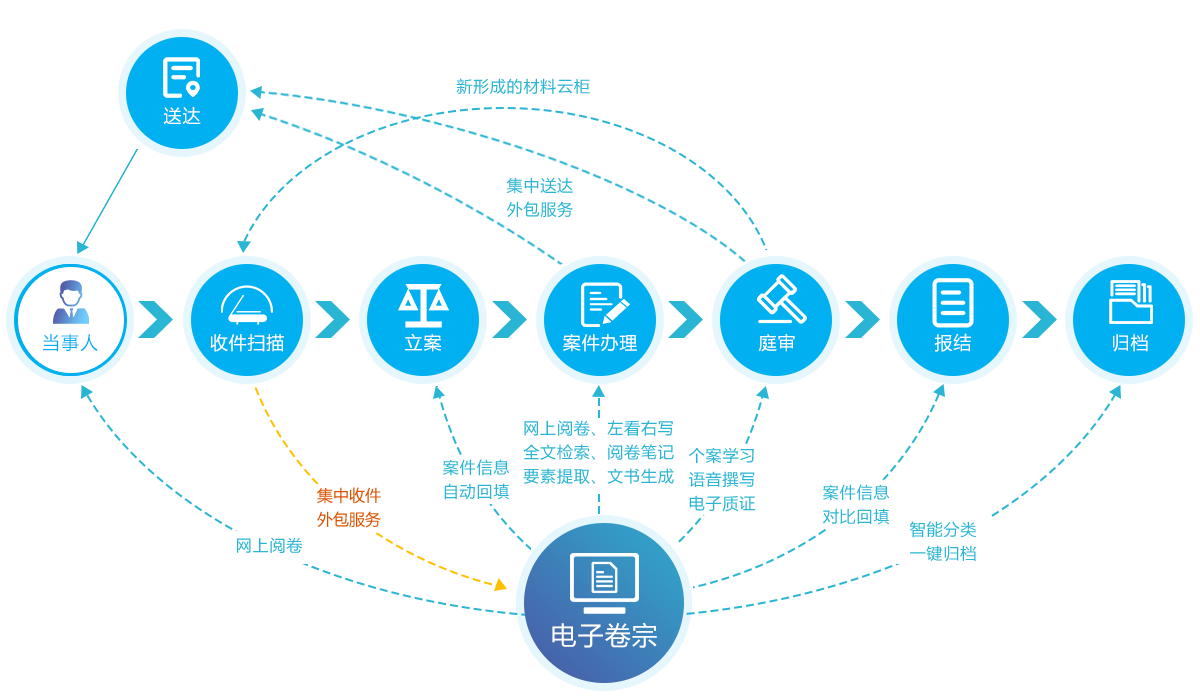 新形成的材料云柜
送达
集中送达
外包服务
当事人
收件扫描
立案
案件办理
庭审
报结
归档
网上阅卷、左看右写
全文检索、阅卷笔记
要素提取、文书生成
个案学习
语音撰写
电子质证
案件信息
自动回填
集中收件
外包服务
案件信息
对比回填
智能分类
一键归档
网上阅卷
电子卷宗